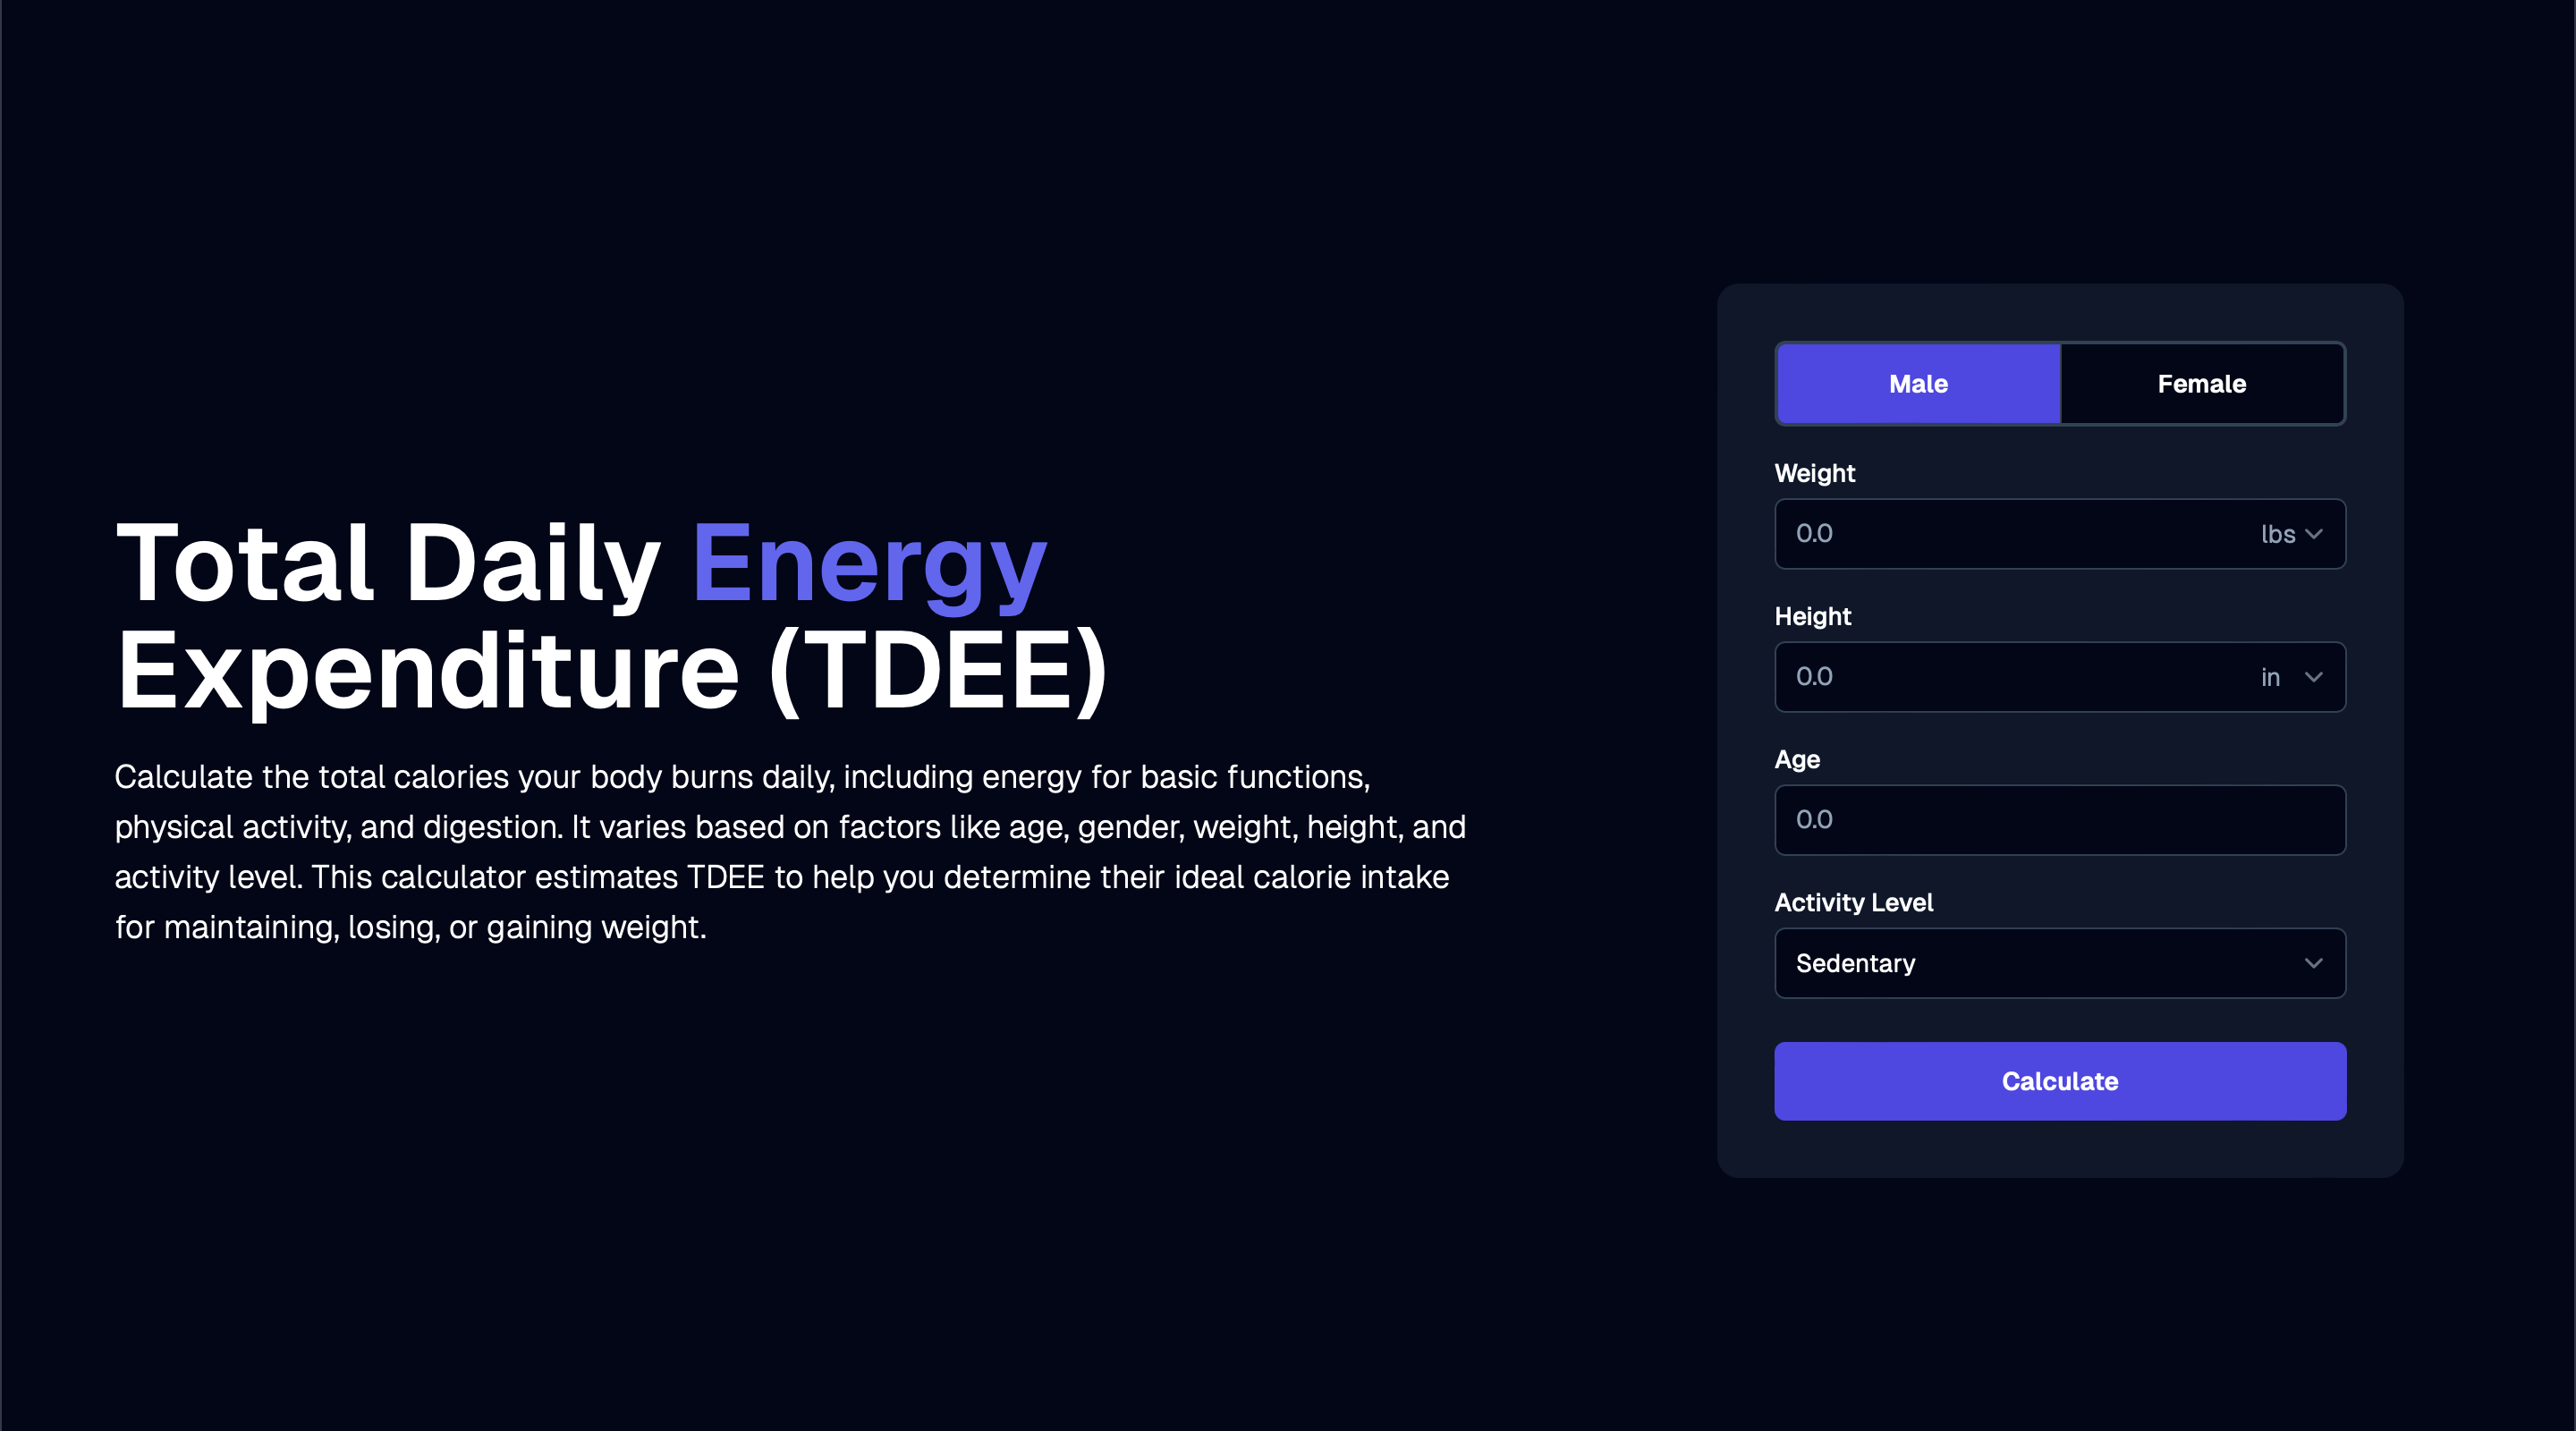 Total Daily Energy
Expenditure (TDEE)
Calculate the total calories your body burns daily, including energy for basic functions,
physical activity, and digestion. It varies based on factors like age, gender, weight, height, and
activity level. This calculator estimates TDEE to help you determine their ideal calorie intake
for maintaining, losing, or gaining weight.
Male Female
Weight
0.0 lbs
Height
0.0 in
Age
0.0
Activity Level
Sedentary
Calculate